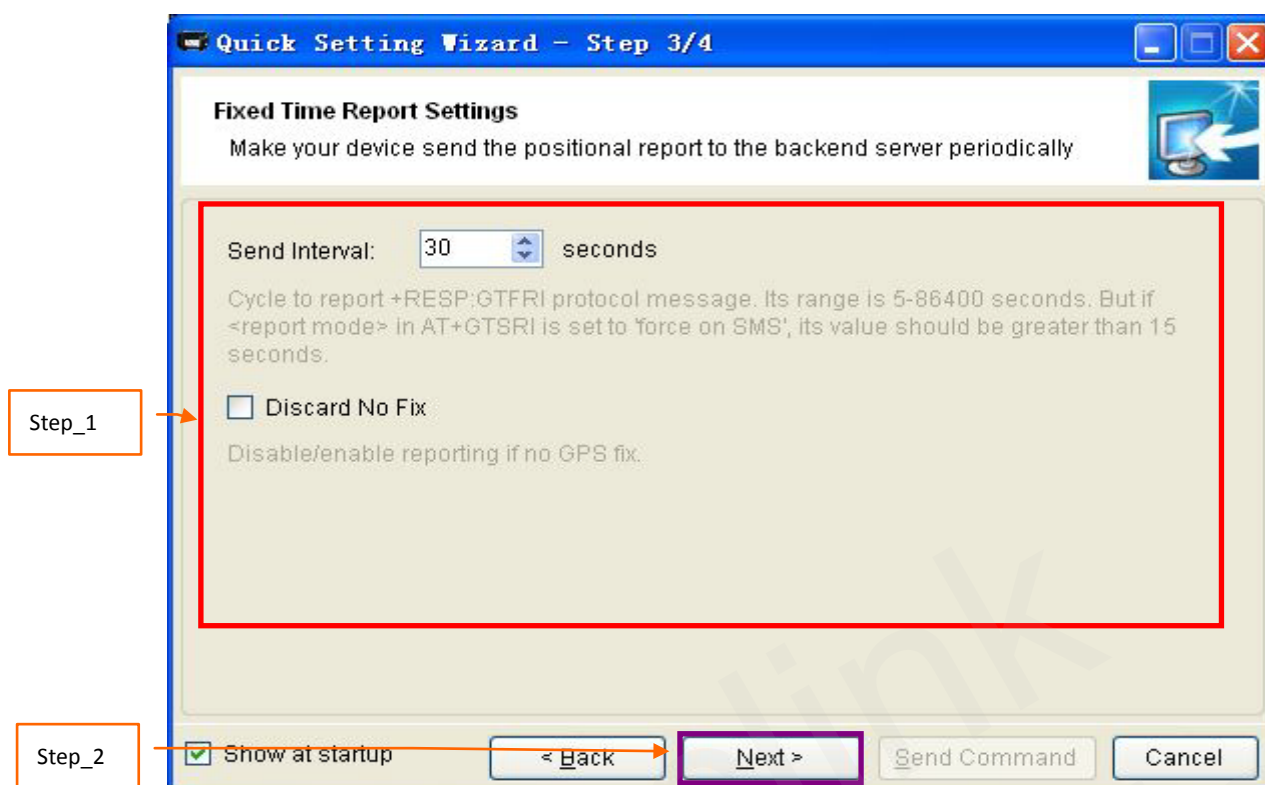 Quick Setting Wizard - Step 3/4
Fixed Time Report Settings
Make your device send the positional report to the backend server periodically
Send Interval: 30 seconds
Cycle to report +RESP:GTFRI protocol message. Its range is 5-86400 seconds. But if
<report mode> in AT+GTSRI is set to 'force on SMS', its value should be greater than 15
seconds.
Step_1
Discard No Fix
Disable/enable reporting if no GPS fix.
Step_2
Show at startup < Back Next > Send Command Cancel